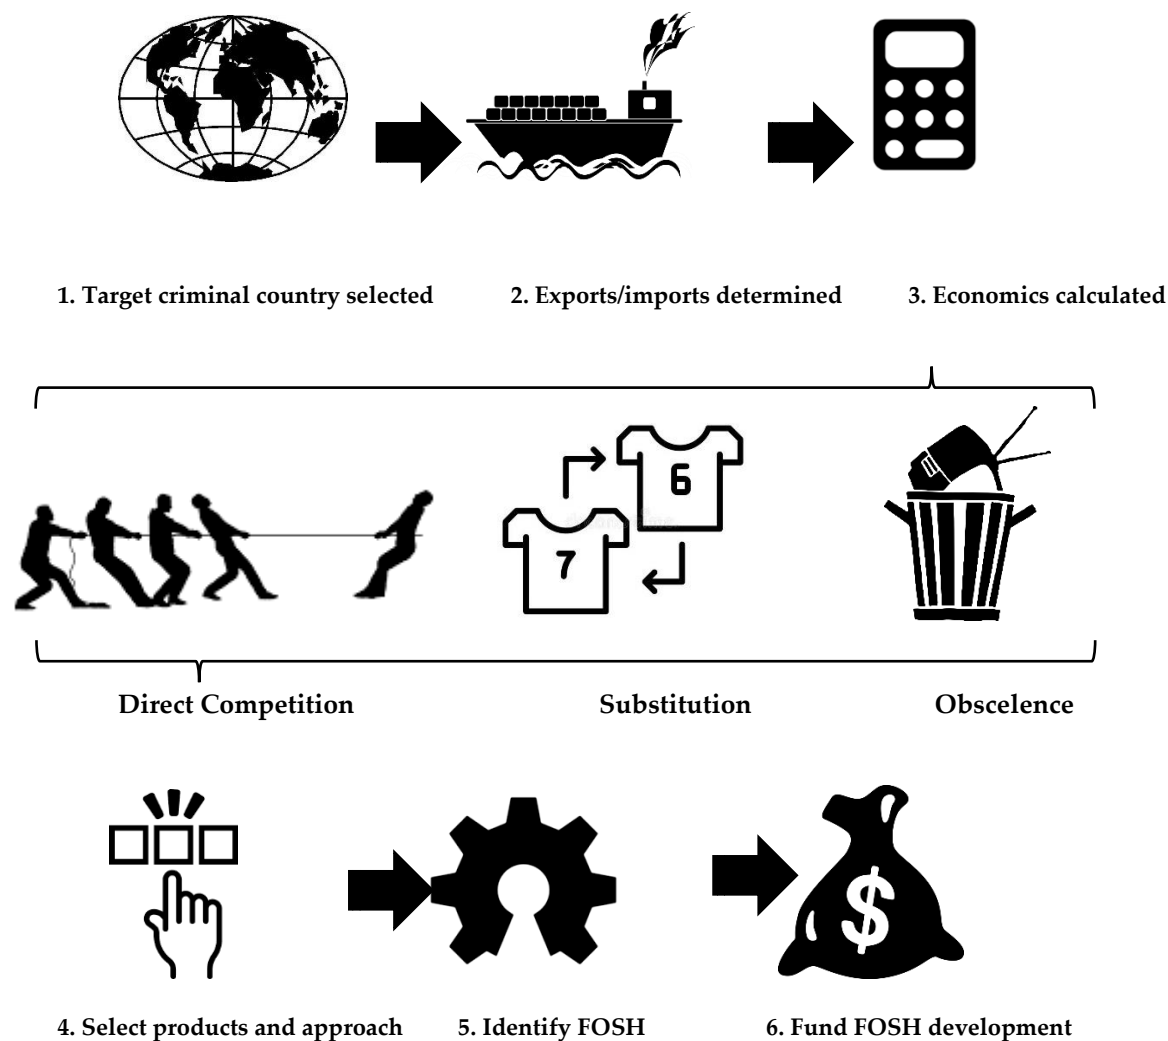 1. Target criminal country selected
2. Exports/imports determined
3. Economics calculated
6
7
Direct Competition
Substitution
Obscelence
$
4. Select products and approach
5. Identify FOSH
6. Fund FOSH development